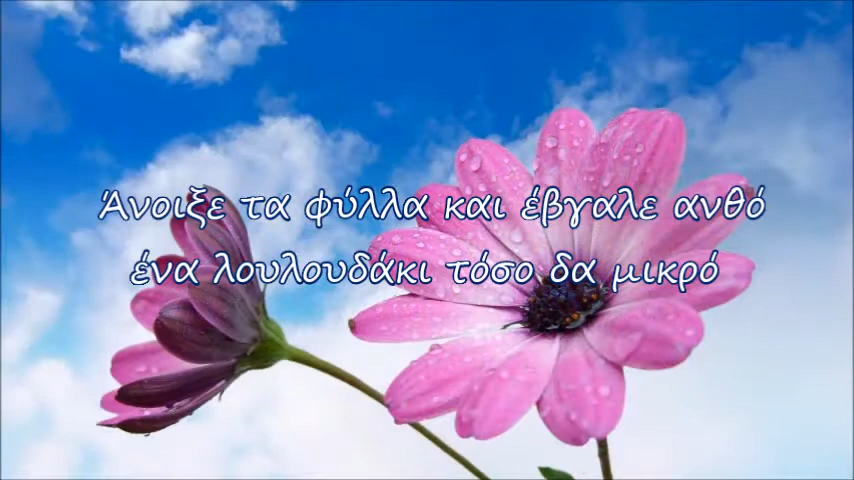 Άνοιξε τα φύλλα και έβγαλε ανθό
ένα λουλουδάκι τόσο δα μικρό